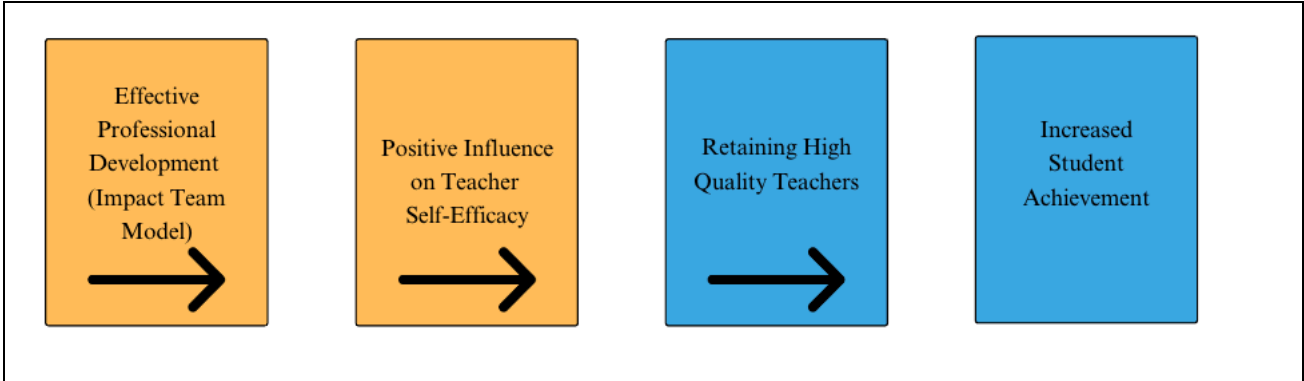 Effective
Professional
Development
(Impact Team
Model)
Positive Influence
on Teacher
Self-Efficacy
Retaining High
Quality Teachers
Increased
Student
Achievement